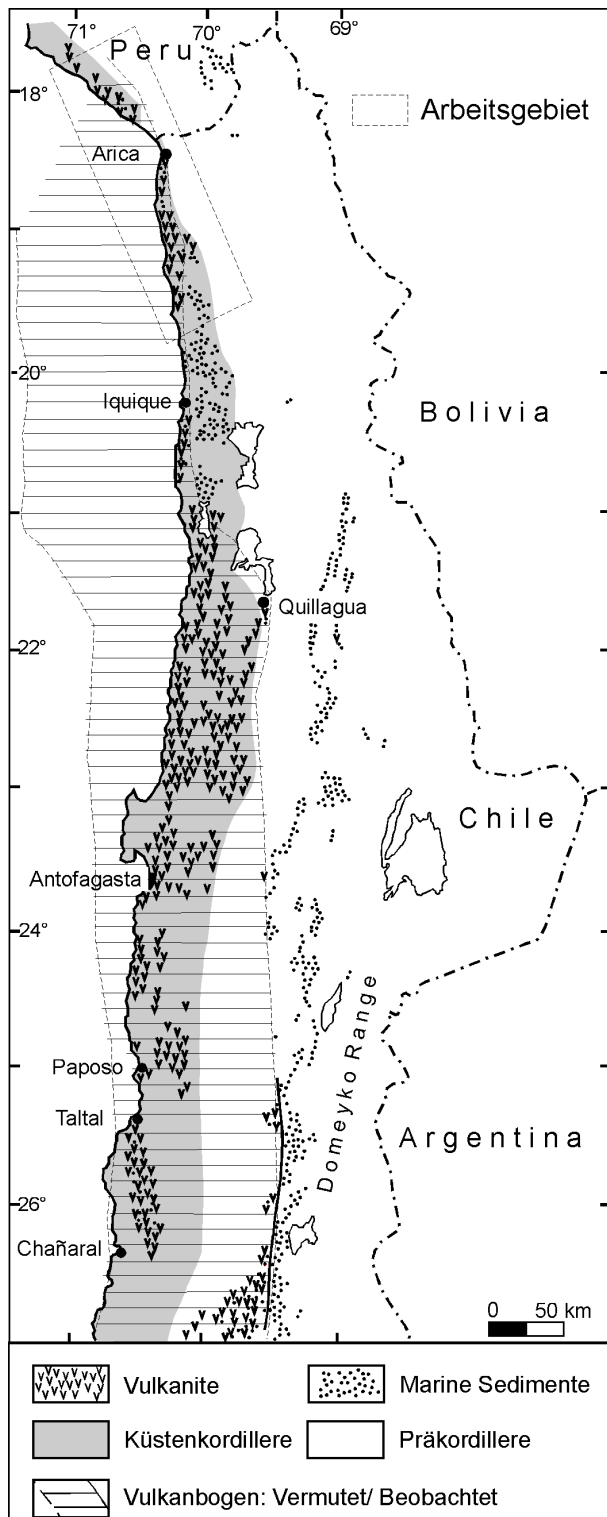 71° 70° 69°
Peru
18°
Arbeitsgebiet
Arica
20°
Iquique
Bolivia
Quillagua
22°
Chile
Antofagasta
24°
Domeyko Range
Paposo
Taltal
Argentina
26°
Chañaral
0 50 km
Vulkanite
Marine Sedimente
Küstenkordillere
Präkordillere
Vulkanbogen: Vermutet/ Beobachtet